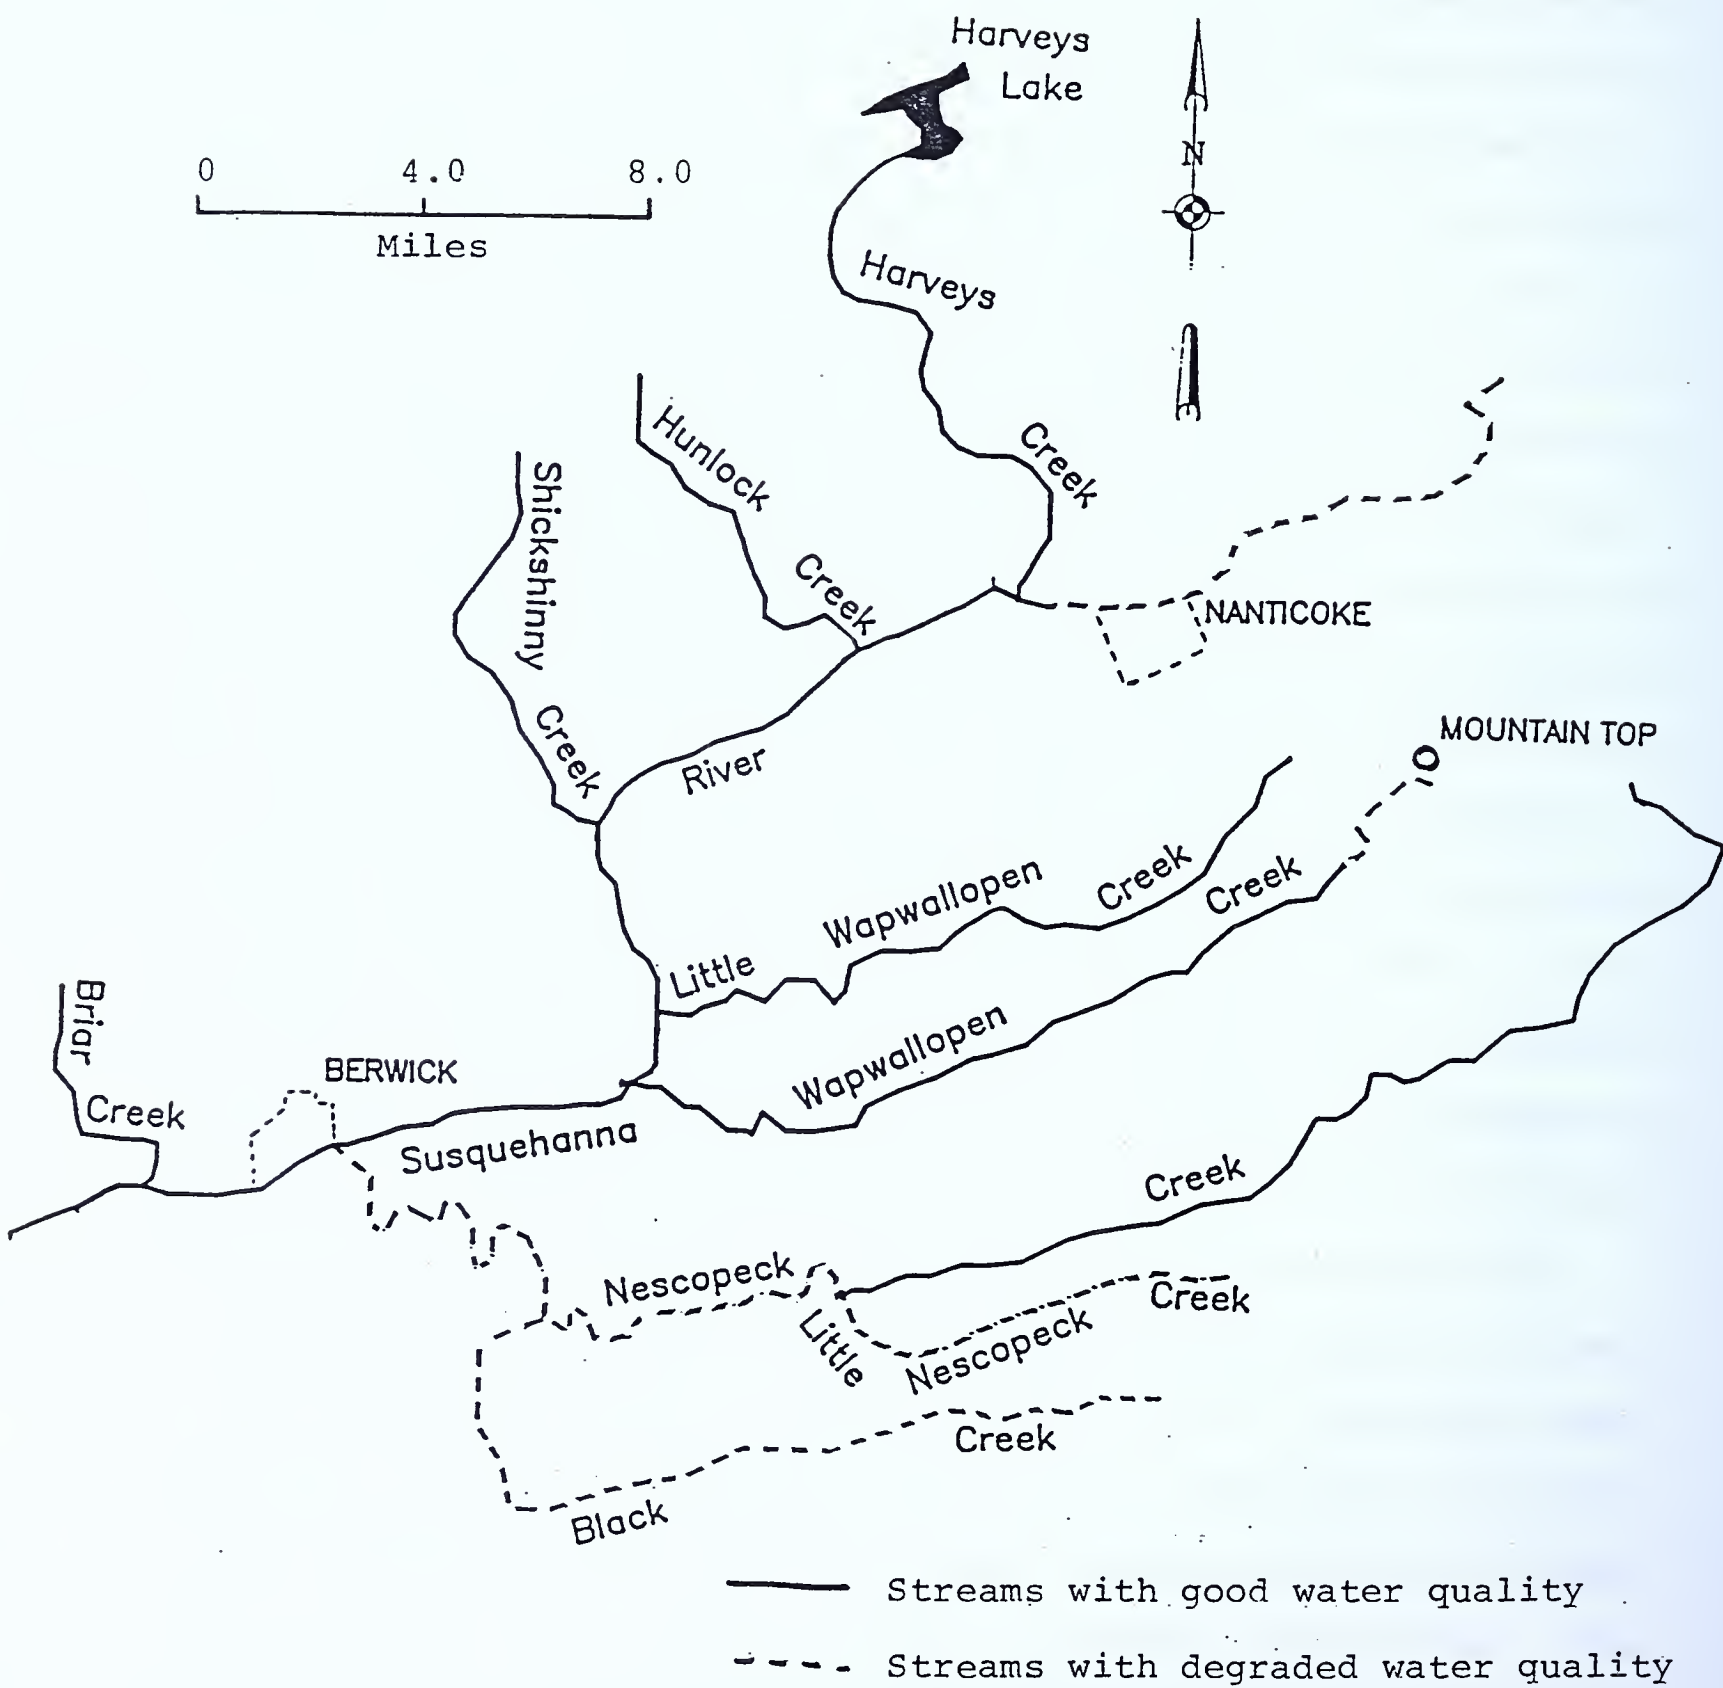 Harveys
Lake
0 4.0 8.0
Miles
N
Harveys
Creek
Hunlock
Creek
Shickshinny
Creek
NANTICOKE
River
MOUNTAIN TOP
Little Wapwallopen Creek
Wapwallopen Creek
Briar
Creek
BERWICK
Susquehanna
Nescopeck Creek
Little Nescopeck Creek
Black Creek
Streams with good water quality
Streams with degraded water quality